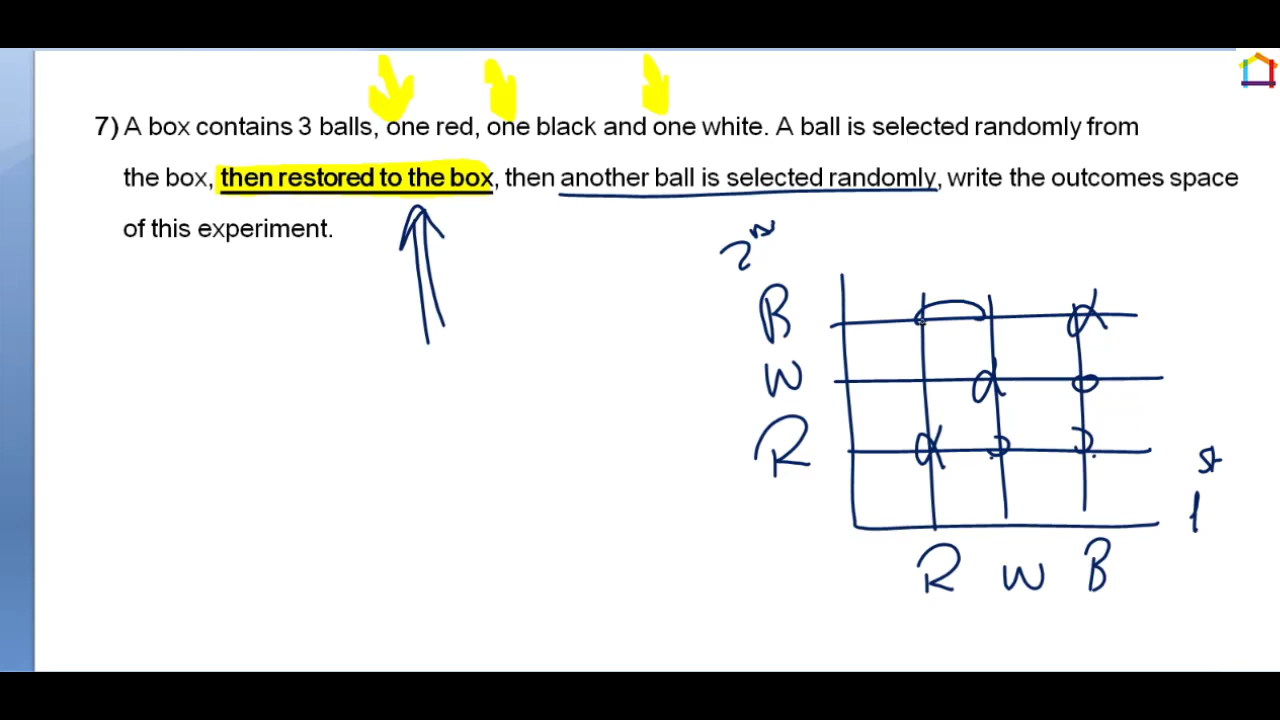 7) A box contains 3 balls, one red, one black and one white. A ball is selected randomly from
the box, then restored to the box, then another ball is selected randomly, write the outcomes space
of this experiment.
2nd
B
W
R
R W B
1st